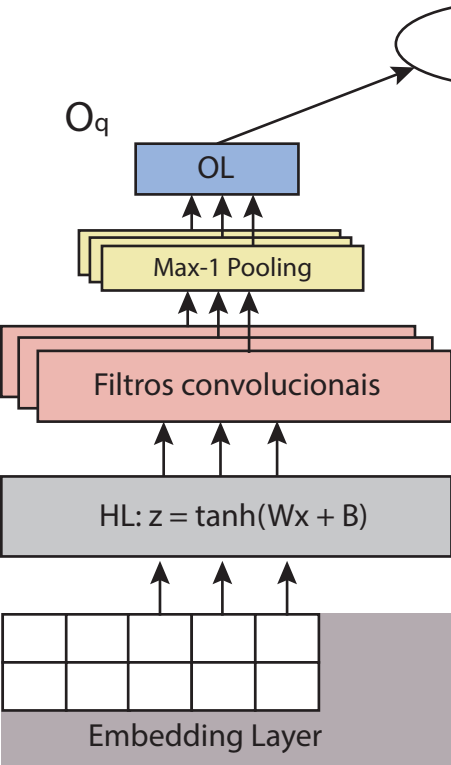 Oq
OL
Max-1 Pooling
Filtros convolucionais
HL: z = tanh(Wx + B)
Embedding Layer